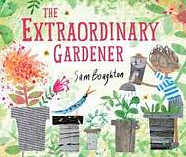 THE
EXTRAORDINARY
GARDENER
Sam Boughton